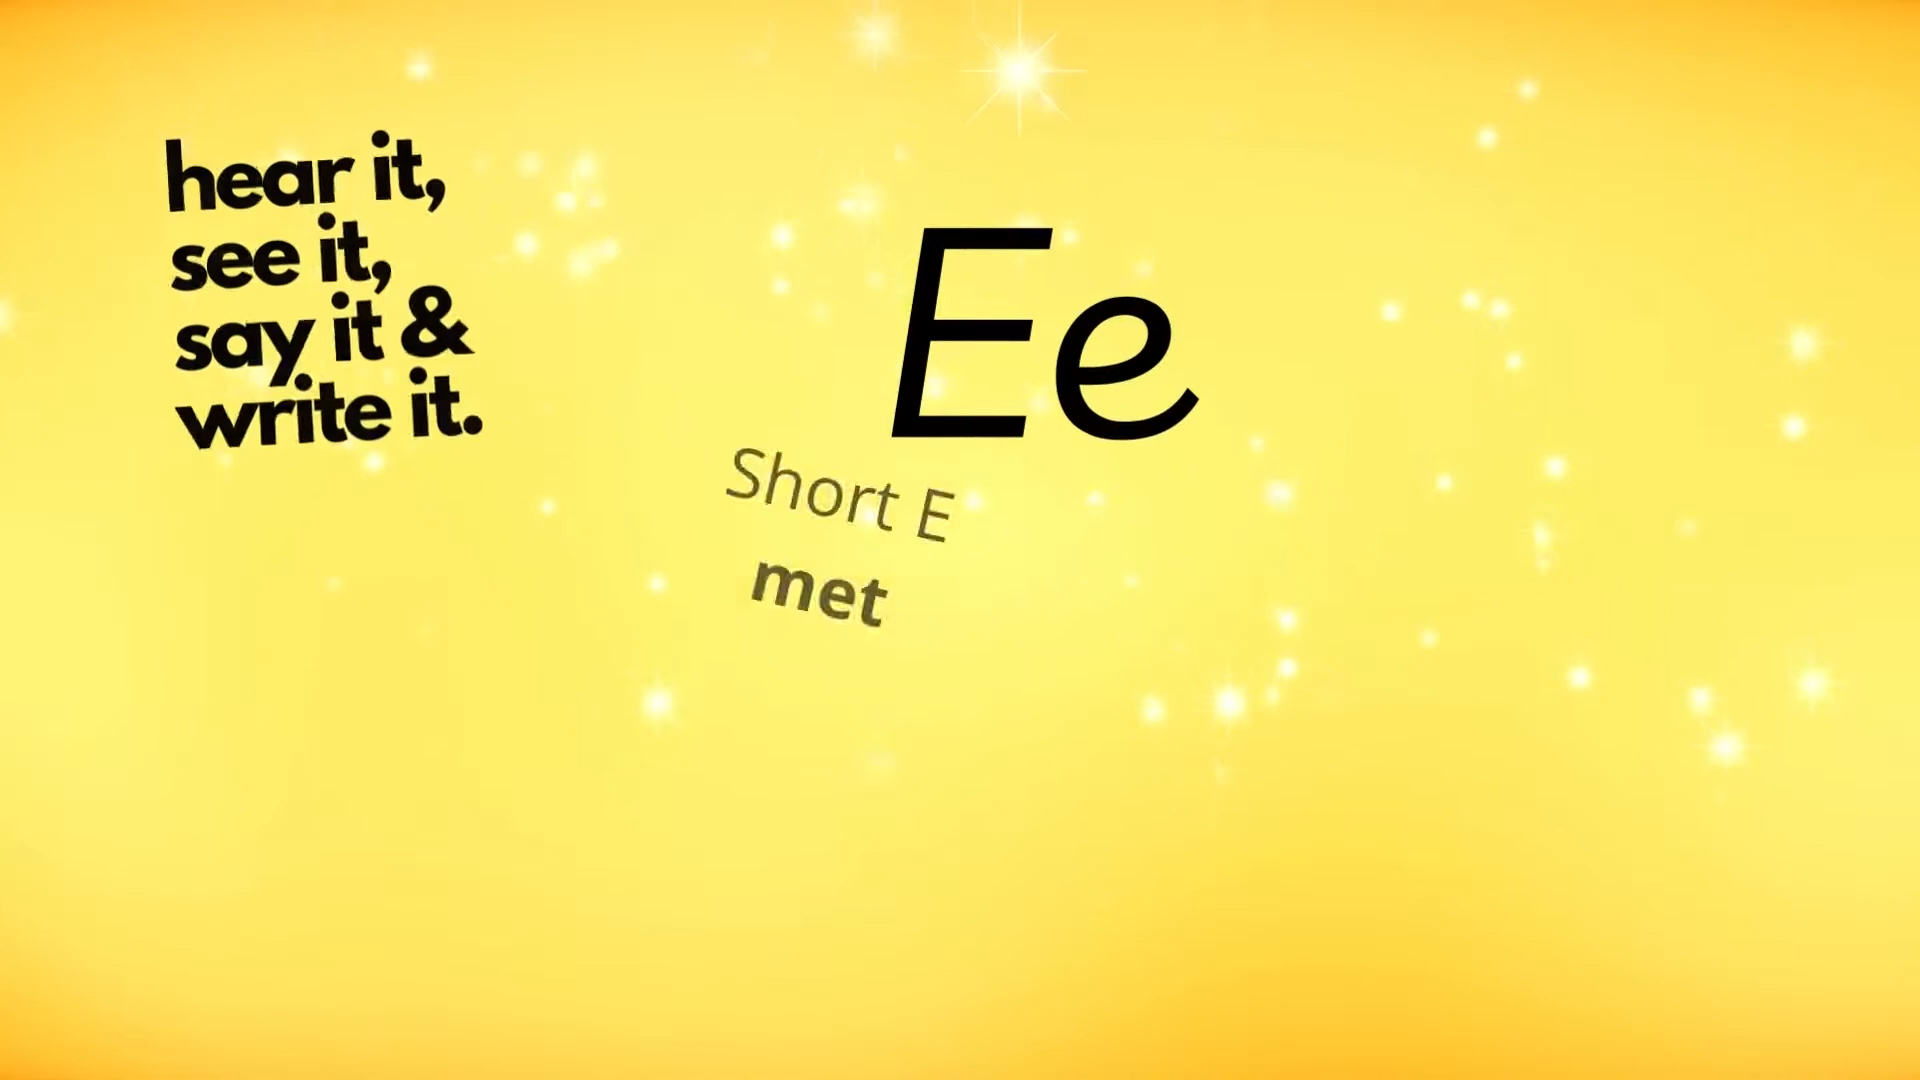 hear it,
see it,
say it &
write it.
Ee
Short E
met